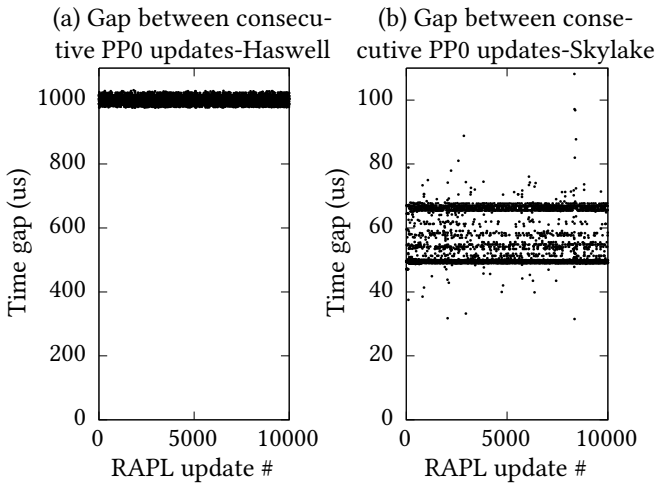 (a) Gap between consecu-
tive PP0 updates-Haswell
Time gap (us)
1000
800
600
400
200
0
0 5000 10000
RAPL update #
(b) Gap between conse-
cutive PP0 updates-Skylake
Time gap (us)
100
80
60
40
20
0
0 5000 10000
RAPL update #